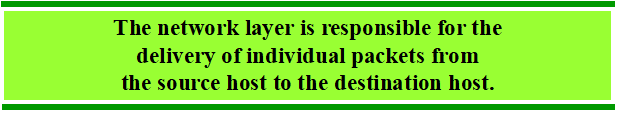 The network layer is responsible for the
delivery of individual packets from
the source host to the destination host.